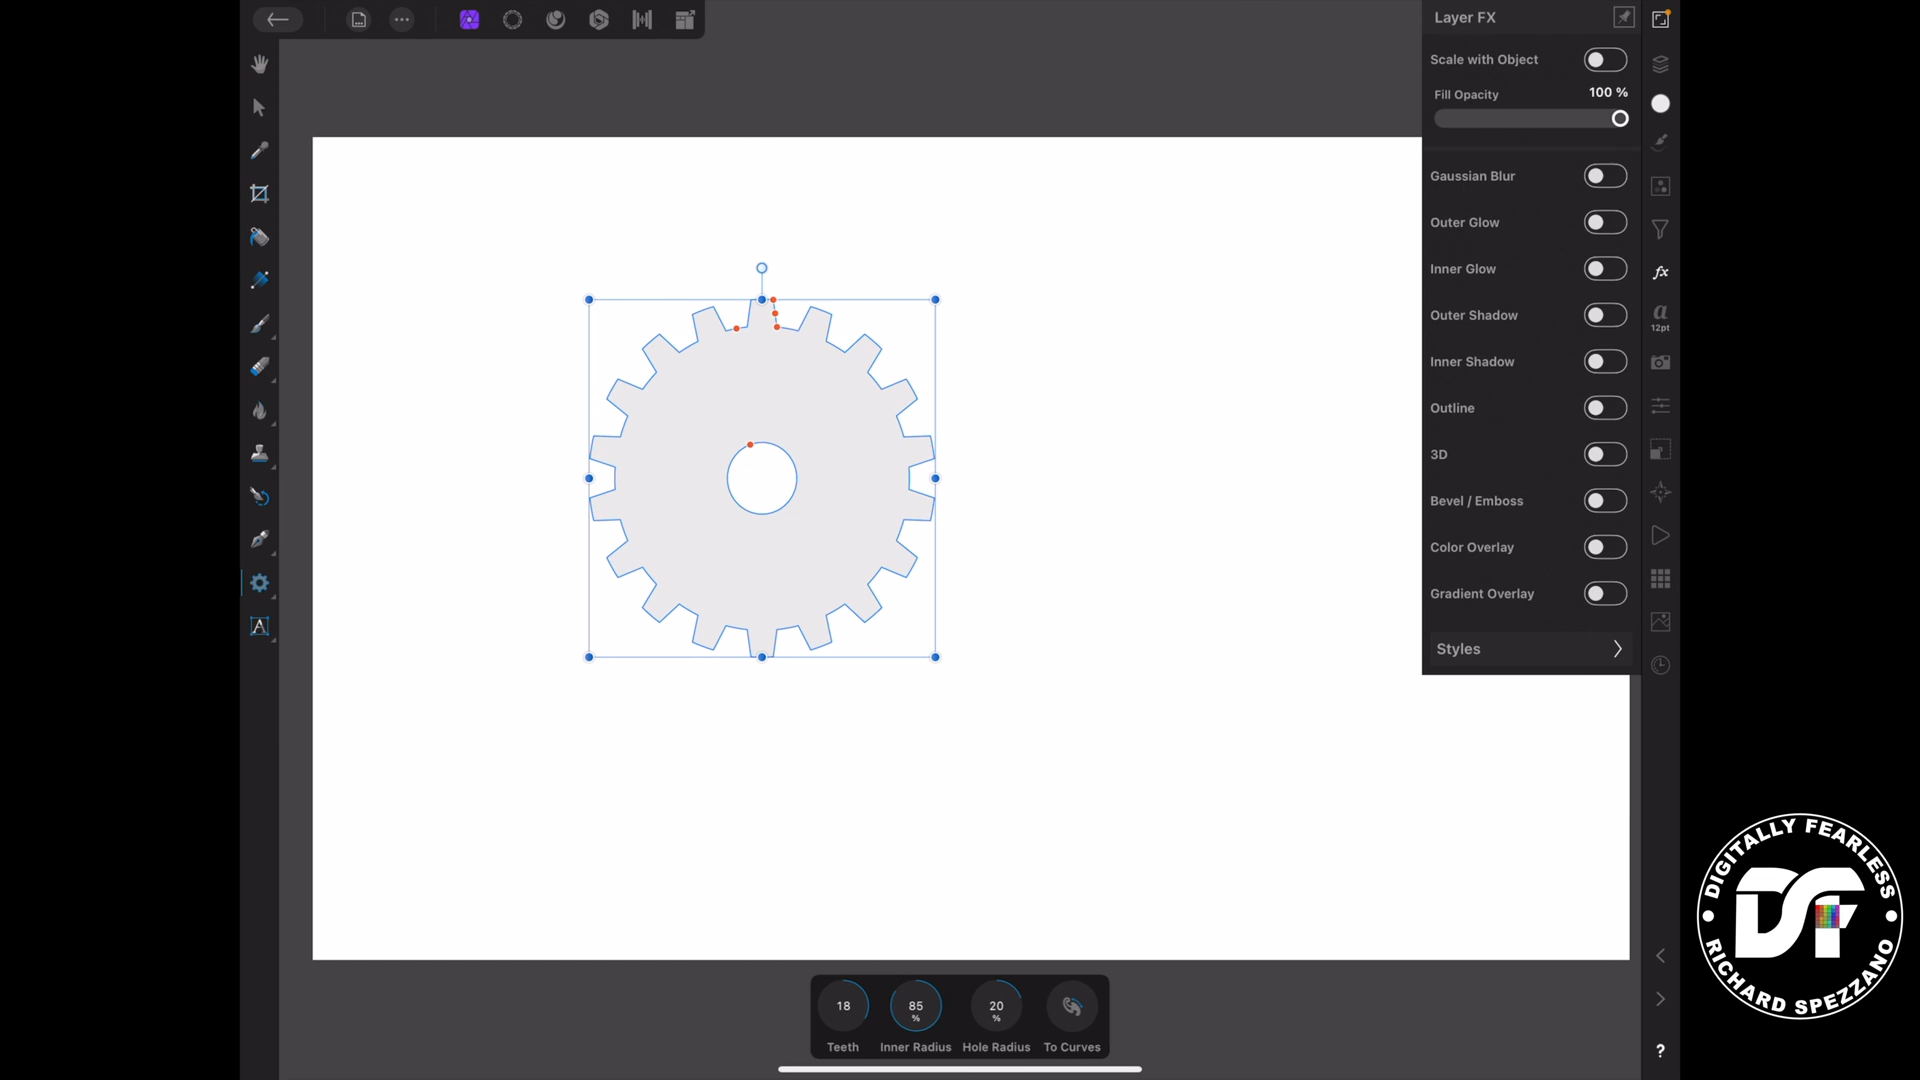 Layer FX
Scale with Object
Fill Opacity
100 %
Gaussian Blur
Outer Glow
Inner Glow
Outer Shadow
Inner Shadow
Outline
3D
Bevel / Emboss
Color Overlay
Gradient Overlay
Styles
fx
a
12pt
A
18
Teeth
85
%
Inner Radius
20
%
Hole Radius
To Curves
?
DIGITALLY FEARLESS
DF
RICHARD SPEZZANO